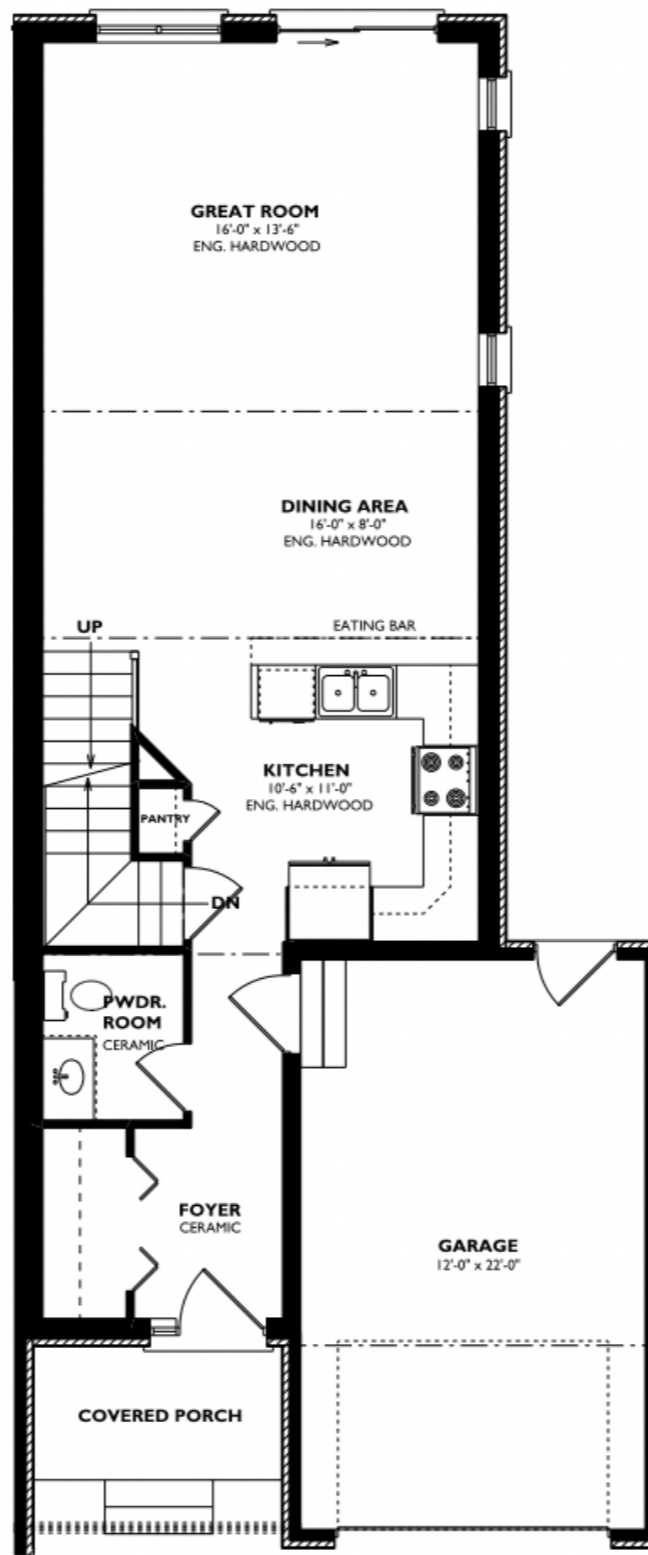 GREAT ROOM
16'-0" x 13'-6"
ENG. HARDWOOD
DINING AREA
16'-0" x 8'-0"
ENG. HARDWOOD
UP
EATING BAR
KITCHEN
10'-6" x 11'-0"
ENG. HARDWOOD
PANTRY
DN
PWDR.
ROOM
CERAMIC
FOYER
CERAMIC
GARAGE
12'-0" x 22'-0"
COVERED PORCH